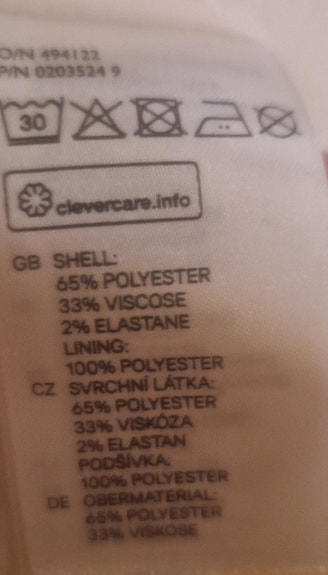 O/N 494122
P/N 0203524 9
30
clevercare.info
GB SHELL:
65% POLYESTER
33% VISCOSE
2% ELASTANE
LINING:
100% POLYESTER
CZ SVRCHNÍ LÁTKA:
65% POLYESTER
33% VISKÓZA
2% ELASTAN
PODŠÍVKA:
100% POLYESTER
DE OBERMATERIAL:
65% POLYESTER
33% VISKOSE